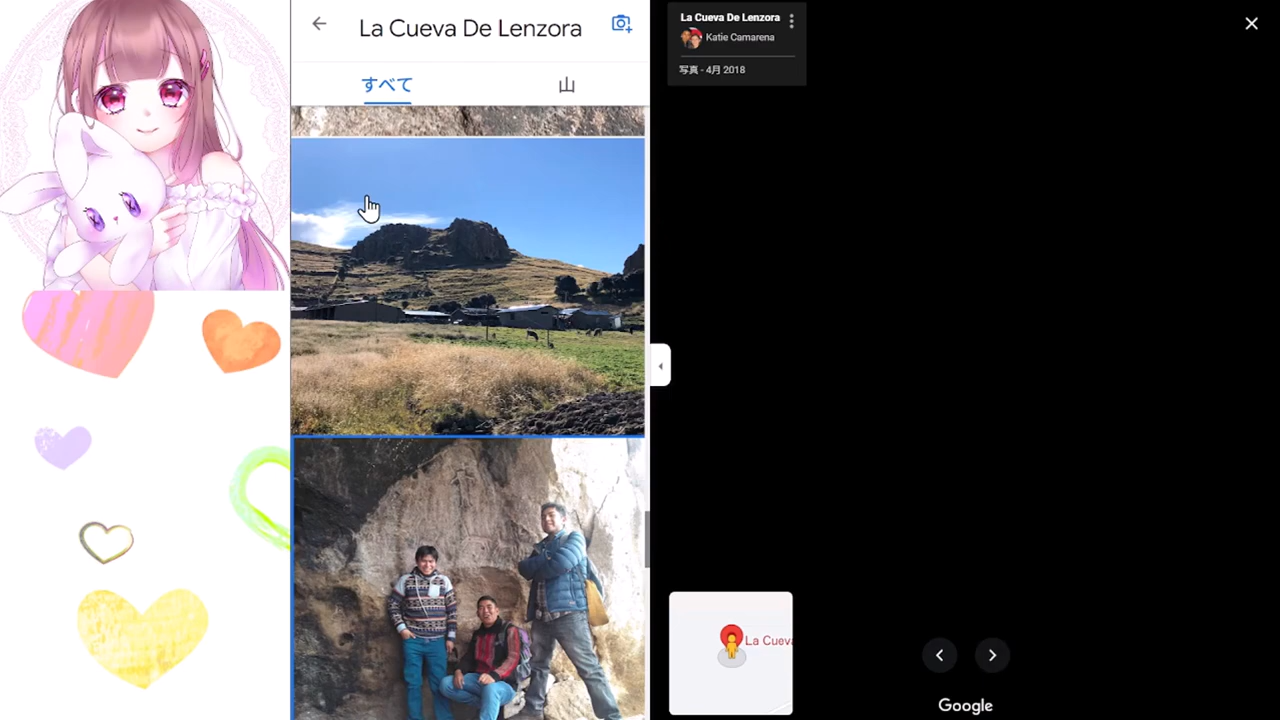 La Cueva De Lenzora
すべて
山
La Cueva De Lenzora
Katie Camarena
写真 - 4月 2018
La Cueva
Google